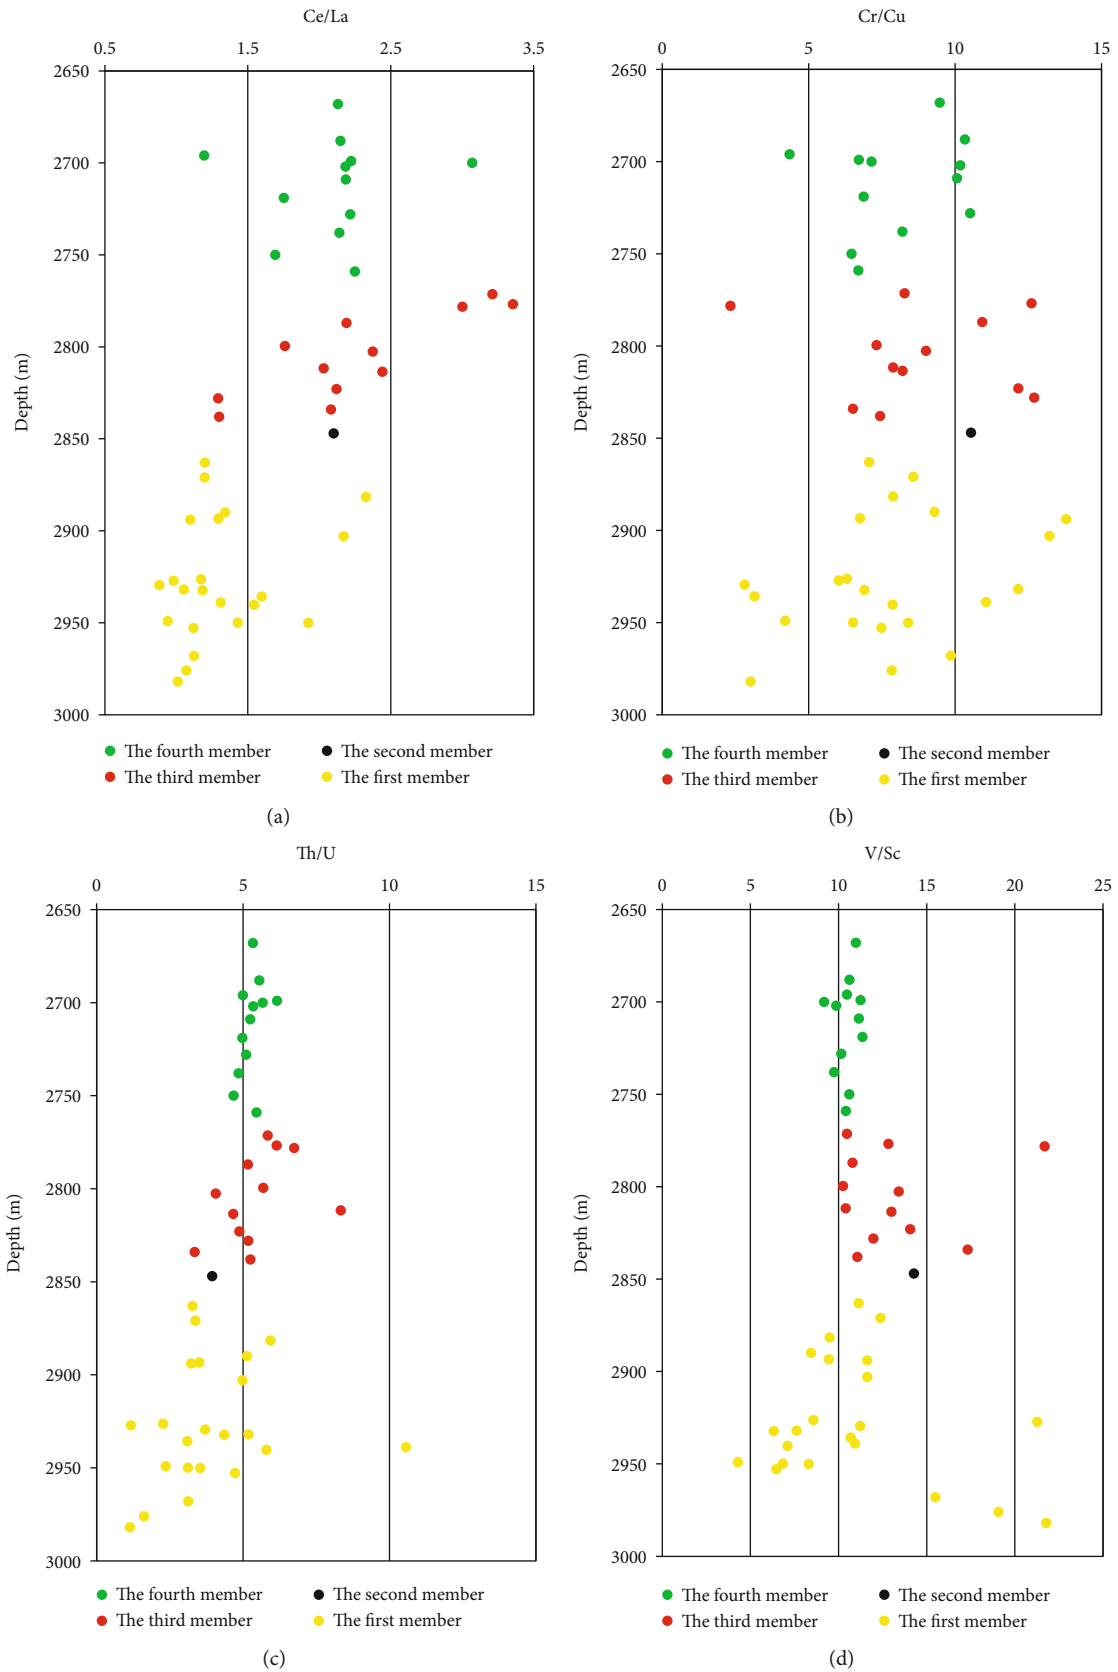 Ce/La
0.5 1.5 2.5 3.5
2650
2700
2750
2800
2850
2900
2950
3000
Depth (m)
The fourth member The second member
The third member The first member
(a)
Cr/Cu
0 5 10 15
2650
2700
2750
2800
2850
2900
2950
3000
Depth (m)
The fourth member The second member
The third member The first member
(b)
Th/U
0 5 10 15
2650
2700
2750
2800
2850
2900
2950
3000
Depth (m)
The fourth member The second member
The third member The first member
(c)
V/Sc
0 5 10 15 20 25
2650
2700
2750
2800
2850
2900
2950
3000
Depth (m)
The fourth member The second member
The third member The first member
(d)